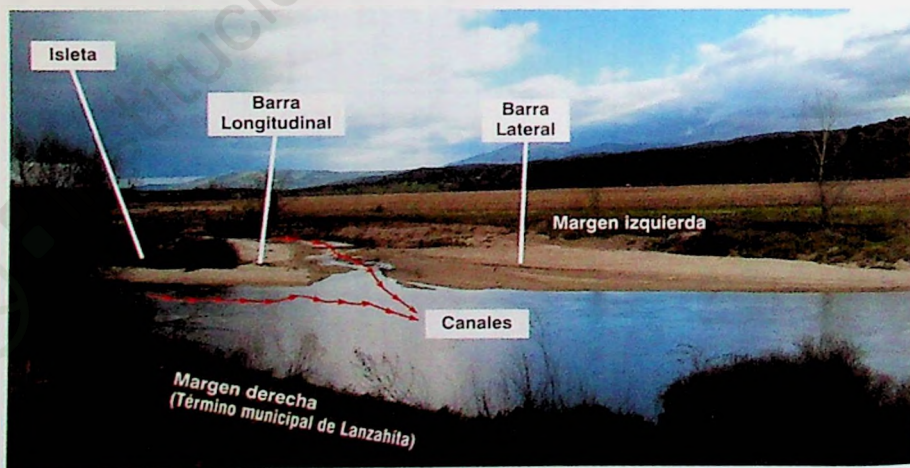 Isleta
Barra
Longitudinal
Barra
Lateral
Margen izquierda
Canales
Margen derecha
(Término municipal de Lanzahíta)